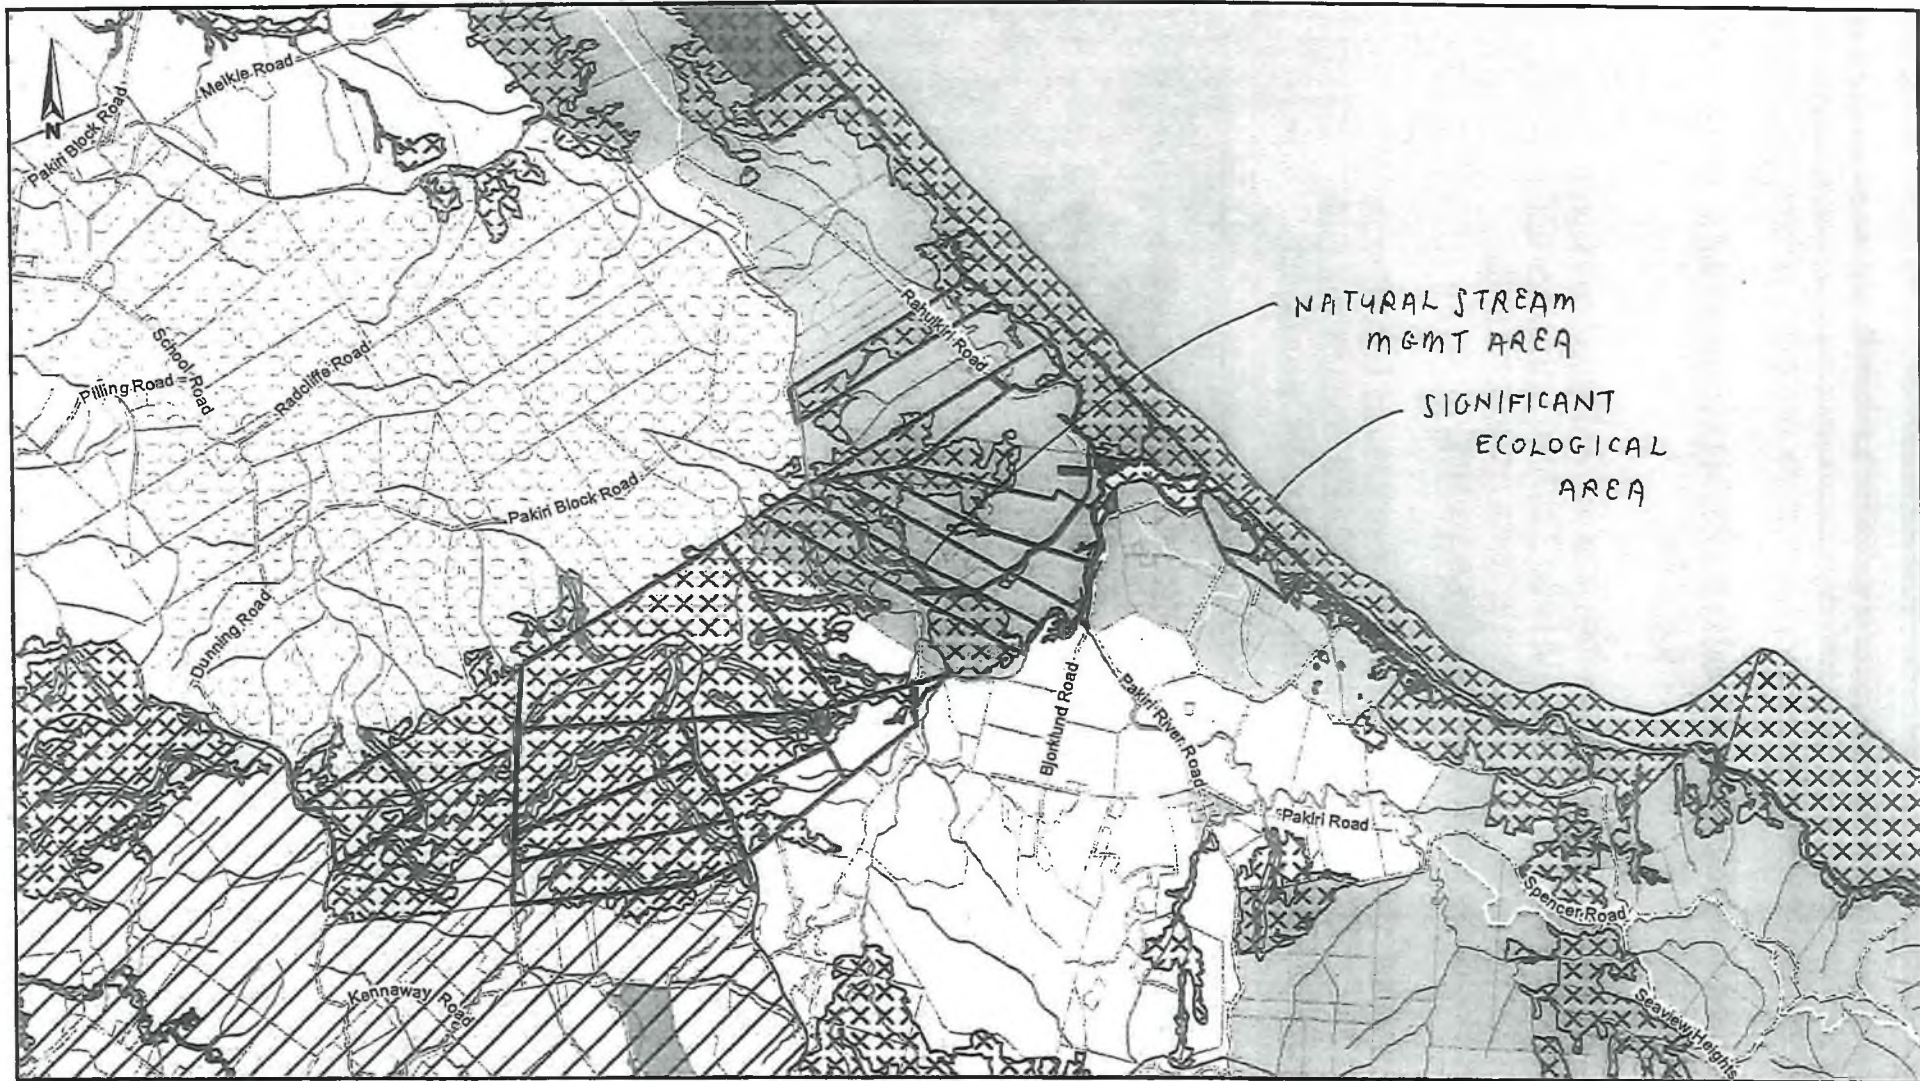 Meikle Road
N
Pakiri Block Road
Rahuikiri Road
NATURAL STREAM
MGMT AREA
SIGNIFICANT
ECOLOGICAL
AREA
School Road
Radcliffe Road
Pilling Road
Pakiri Block Road
Dunning Road
Bjorklund Road
Pakiri River Road
Pakiri Road
Spencer Road
Kennaway Road
Seaview Heights